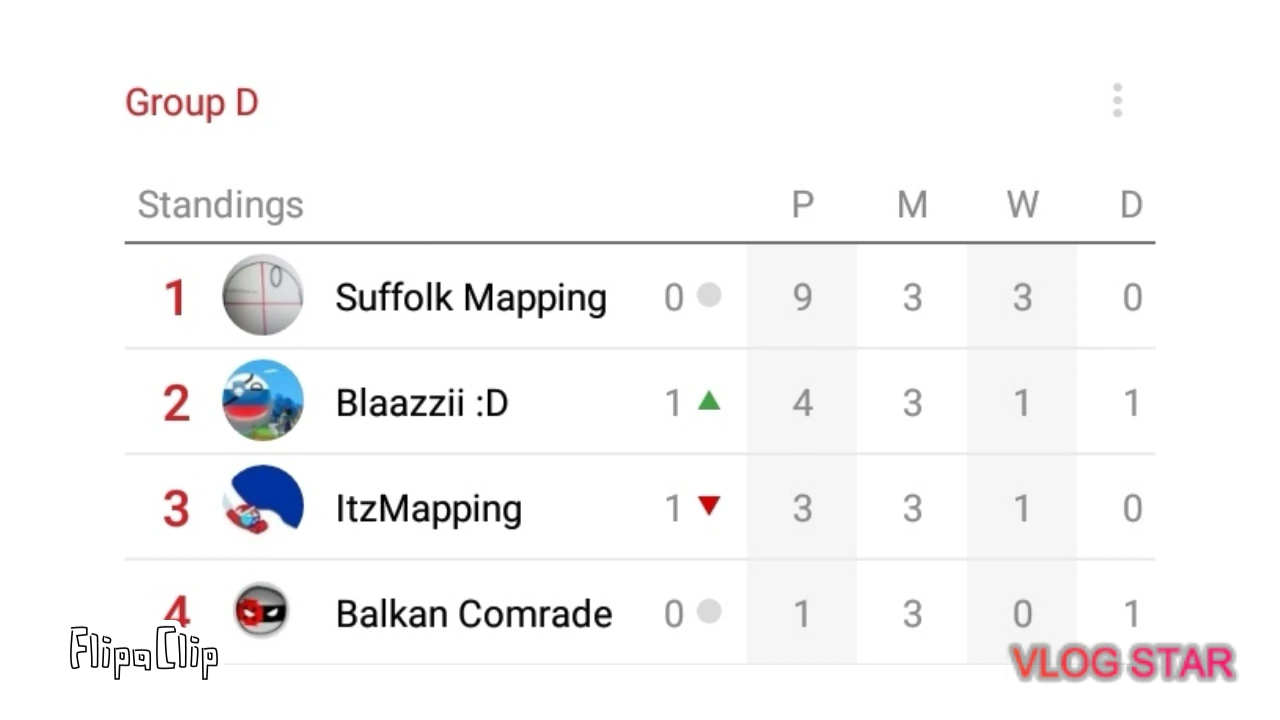 Group D
Standings P M W D
1 Suffolk Mapping 0 9 3 3 0
2 Blaazzii :D 1 4 3 1 1
3 ItzMapping 1 3 3 1 0
4 Balkan Comrade 0 1 3 0 1
FlipaClip
VLOG STAR